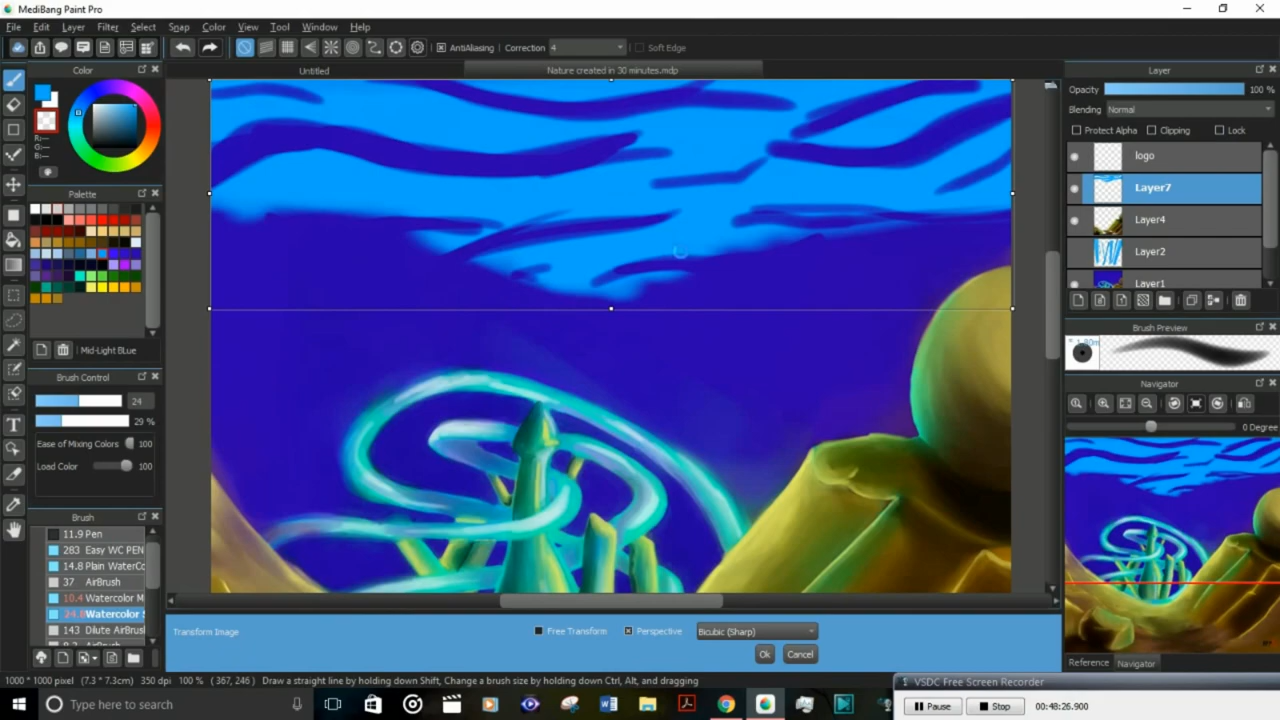 MediBang Paint Pro
File Edit Layer Filter Select Snap Color View Tool Window Help
AntiAliasing Correction 4 Soft Edge
Color
Untitled
Nature created in 30 minutes.mdp
Layer
Opacity 100 %
Blending Normal
Protect Alpha Clipping Lock
logo
Layer7
Layer4
Layer2
Layer1
R:---
G:---
B:---
Palette
Mid-Light BLue
Brush Control
24
29 %
Ease of Mixing Colors 100
Load Color 100
Brush
11.9 Pen
283 Easy WC PEN
14.8 Plain WaterCo
37 AirBrush
10.4 Watercolor M
Watercolor
143 Dilute AirBrus
Brush Preview
Navigator
0 Degree
Reference Navigator
Transform Image
Free Transform Perspective Bicubic (Sharp)
Ok Cancel
1000 * 1000 pixel (7.3 * 7.3cm) 350 dpi 100 % ( 367, 246 ) Draw a straight line by holding down Shift, Change a brush size by holding down Ctrl, Alt, and dragging
VSDC Free Screen Recorder
Pause Stop 00:48:26.900
Type here to search